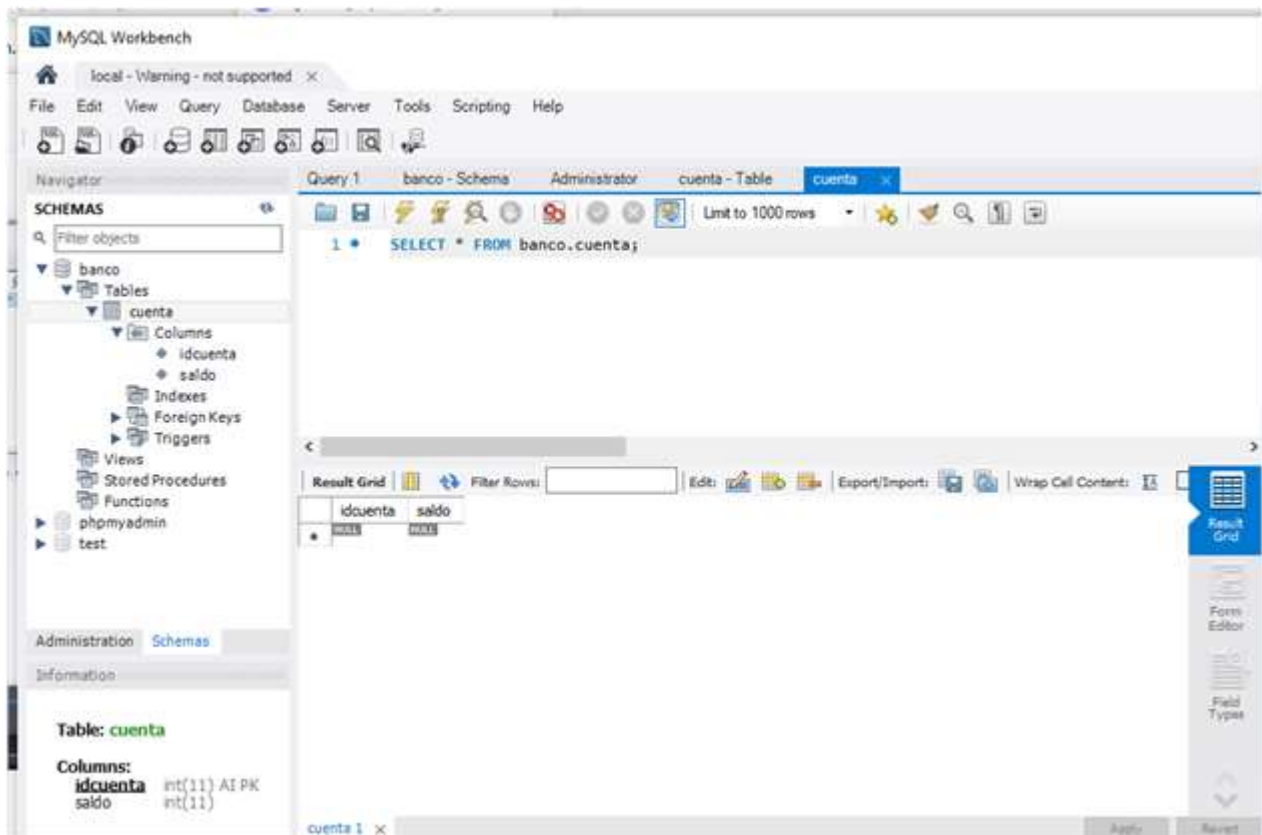 MySQL Workbench
local - Warning - not supported
File Edit View Query Database Server Tools Scripting Help
Navigator
SCHEMAS
Filter objects
banco
Tables
cuenta
Columns
idcuenta
saldo
Indexes
Foreign Keys
Triggers
Views
Stored Procedures
Functions
phpmyadmin
test
Administration Schemas
Information
Table: cuenta
Columns:
idcuenta int(11) AI PK
saldo int(11)
Query 1 banco - Schema Administrator cuenta - Table cuenta
Limit to 1000 rows
1 SELECT * FROM banco.cuenta;
Result Grid Filter Rows: Edit: Export/Import: Wrap Cell Content: IA
idcuenta saldo
NULL NULL
Result
Grid
Form
Editor
Field
Types
cuenta 1 Apply Revert